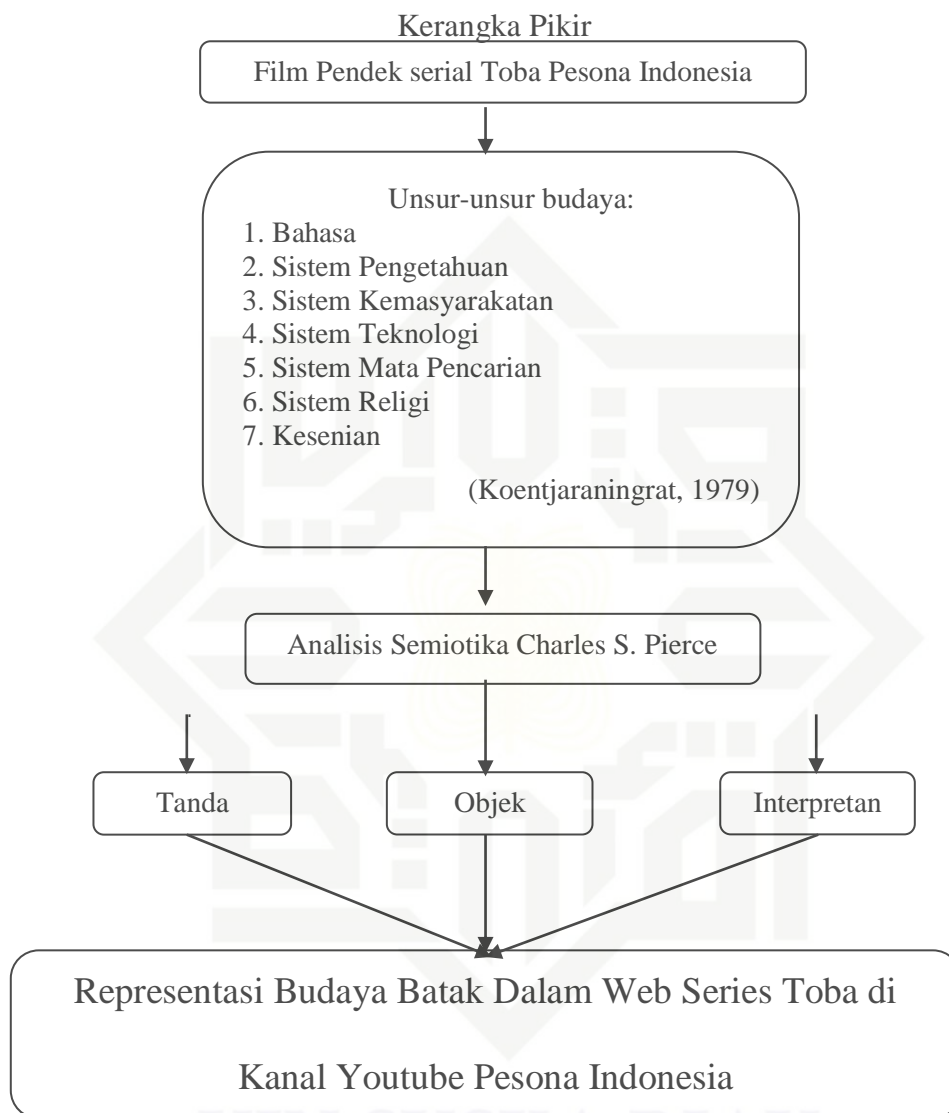 Kerangka Pikir
Film Pendek serial Toba Pesona Indonesia
Unsur-unsur budaya:
1. Bahasa
2. Sistem Pengetahuan
3. Sistem Kemasyarakatan
4. Sistem Teknologi
5. Sistem Mata Pencarian
6. Sistem Religi
7. Kesenian
(Koentjaraningrat, 1979)
Analisis Semiotika Charles S. Pierce
Tanda
Objek
Interpretan
Representasi Budaya Batak Dalam Web Series Toba di
Kanal Youtube Pesona Indonesia